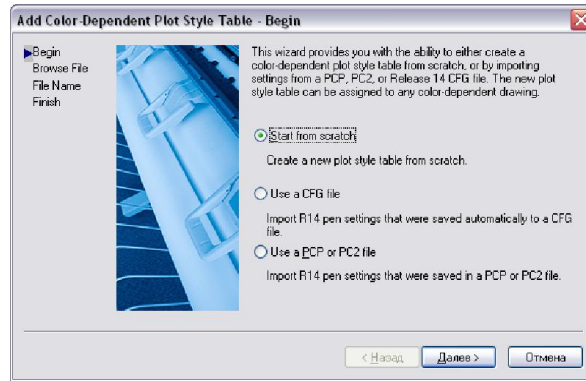 Add Color-Dependent Plot Style Table - Begin
Begin
Browse File
File Name
Finish
This wizard provides you with the ability to either create a
color-dependent plot style table from scratch, or by importing
settings from a PCP, PC2, or Release 14 CFG file. The new plot
style table can be assigned to any color-dependent drawing.
Start from scratch
Create a new plot style table from scratch.
Use a CFG file
Import R14 pen settings that were saved automatically to a CFG
file.
Use a PCP or PC2 file
Import R14 pen settings that were saved in a PCP or PC2 file.
< Назад
Далее >
Отмена